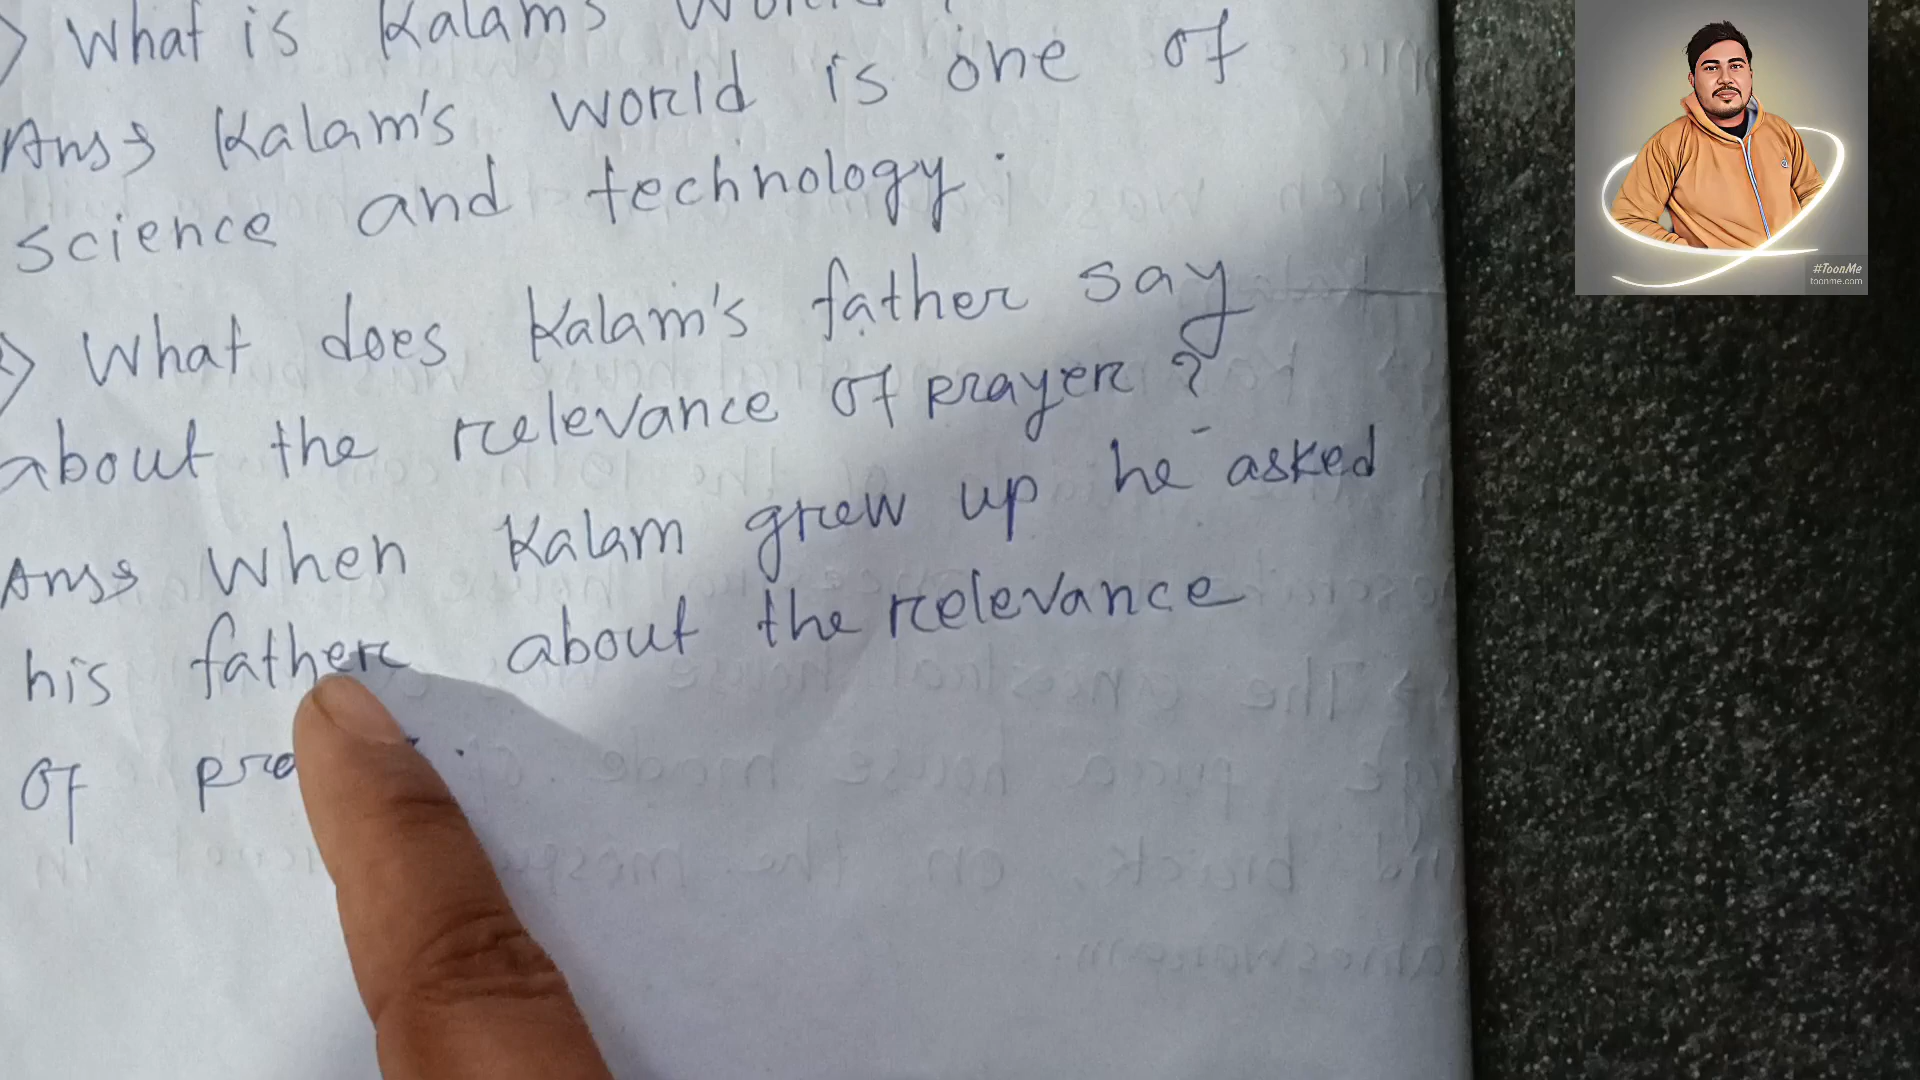 What is Kalam's World ?
Ans→ Kalam's world is one of
science and technology.
What does Kalam's father say
about the relevance of prayer ?
Ans→ When Kalam grew up he asked
his father about the relevance
of
#ToonMe
toonme.com